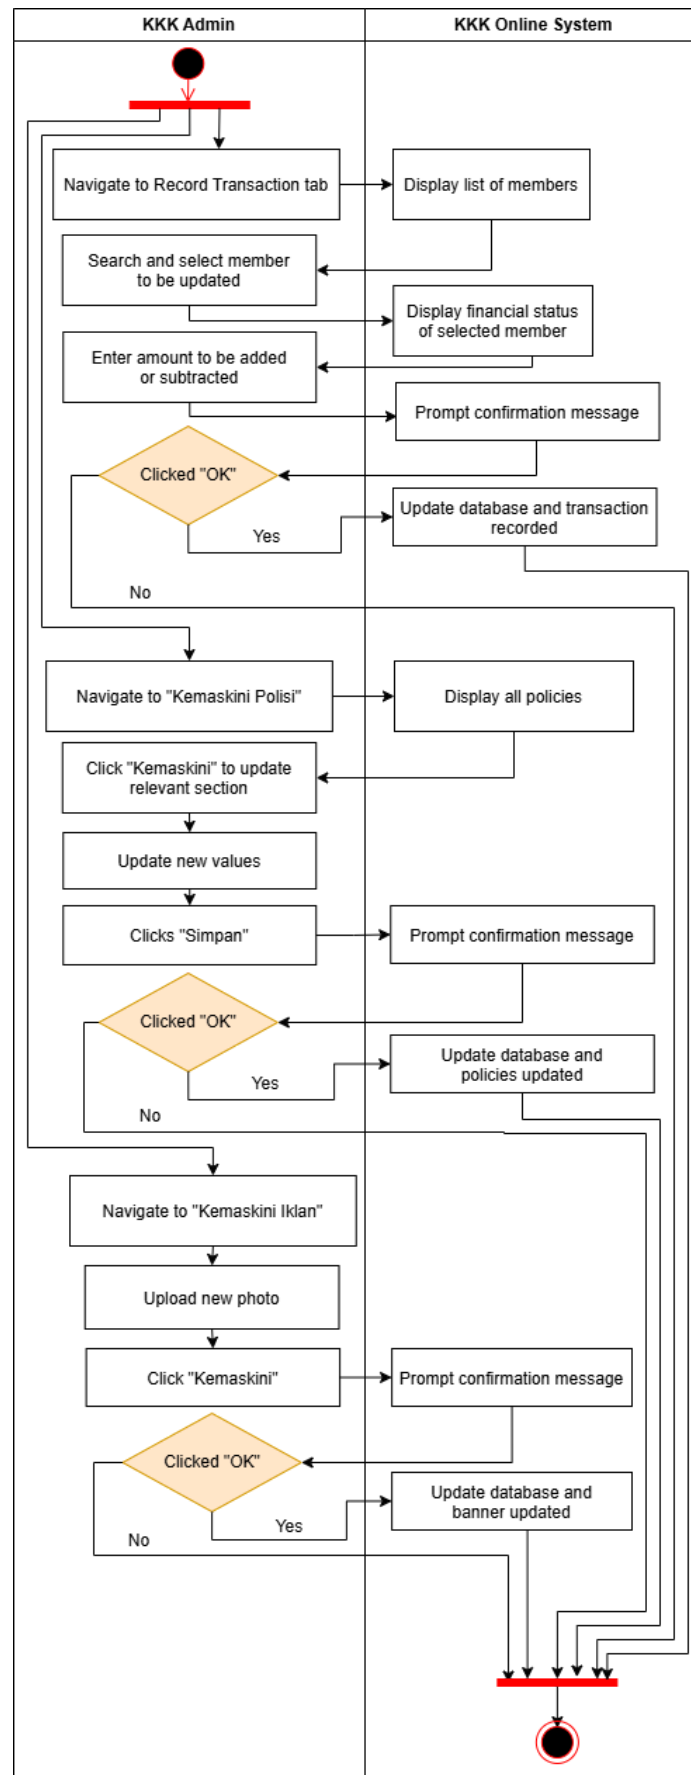 KKK Admin
KKK Online System
Navigate to Record Transaction tab
Display list of members
Search and select member
to be updated
Display financial status
of selected member
Enter amount to be added
or subtracted
Prompt confirmation message
Clicked "OK"
Update database and transaction
recorded
Yes
No
Navigate to "Kemaskini Polisi"
Display all policies
Click "Kemaskini" to update
relevant section
Update new values
Clicks "Simpan"
Prompt confirmation message
Clicked "OK"
Update database and
policies updated
Yes
No
Navigate to "Kemaskini Iklan"
Upload new photo
Click "Kemaskini"
Prompt confirmation message
Clicked "OK"
Update database and
banner updated
Yes
No